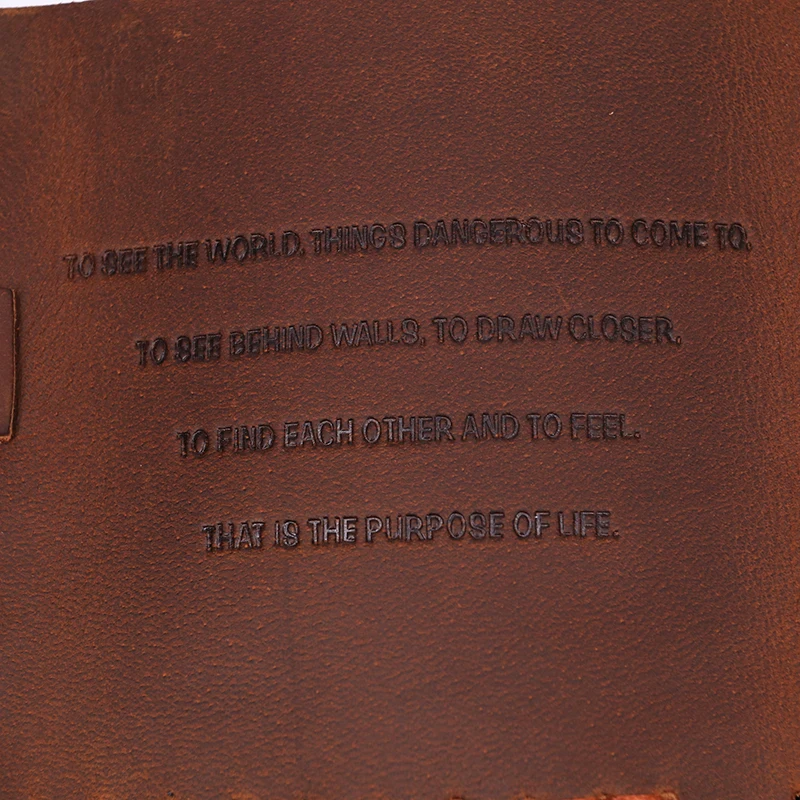 TO SEE THE WORLD, THINGS DANGEROUS TO COME TO,
TO SEE BEHIND WALLS, TO DRAW CLOSER,
TO FIND EACH OTHER AND TO FEEL.
THAT IS THE PURPOSE OF LIFE.